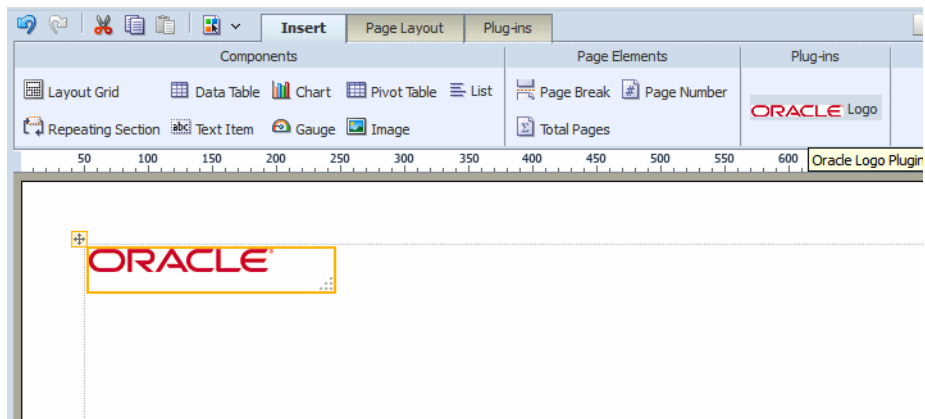 Insert Page Layout Plug-ins
Components Page Elements Plug-ins
Layout Grid Data Table Chart Pivot Table List Page Break # Page Number
ORACLE Logo
Repeating Section abc Text Item Gauge Image Σ Total Pages
50 100 150 200 250 300 350 400 450 500 550 600 Oracle Logo Plugin
ORACLE